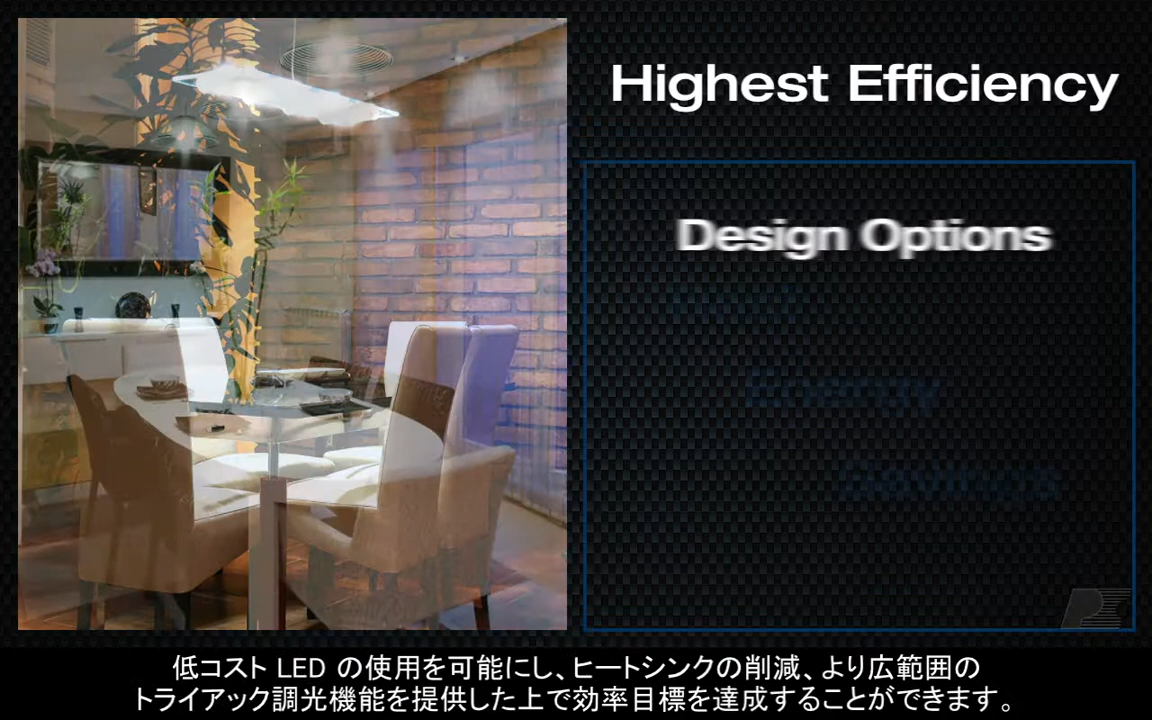 Highest Efficiency
Design Options
低コスト LED の使用を可能にし、ヒートシンクの削減、より広範囲の
トライアック調光機能を提供した上で効率目標を達成することができます。